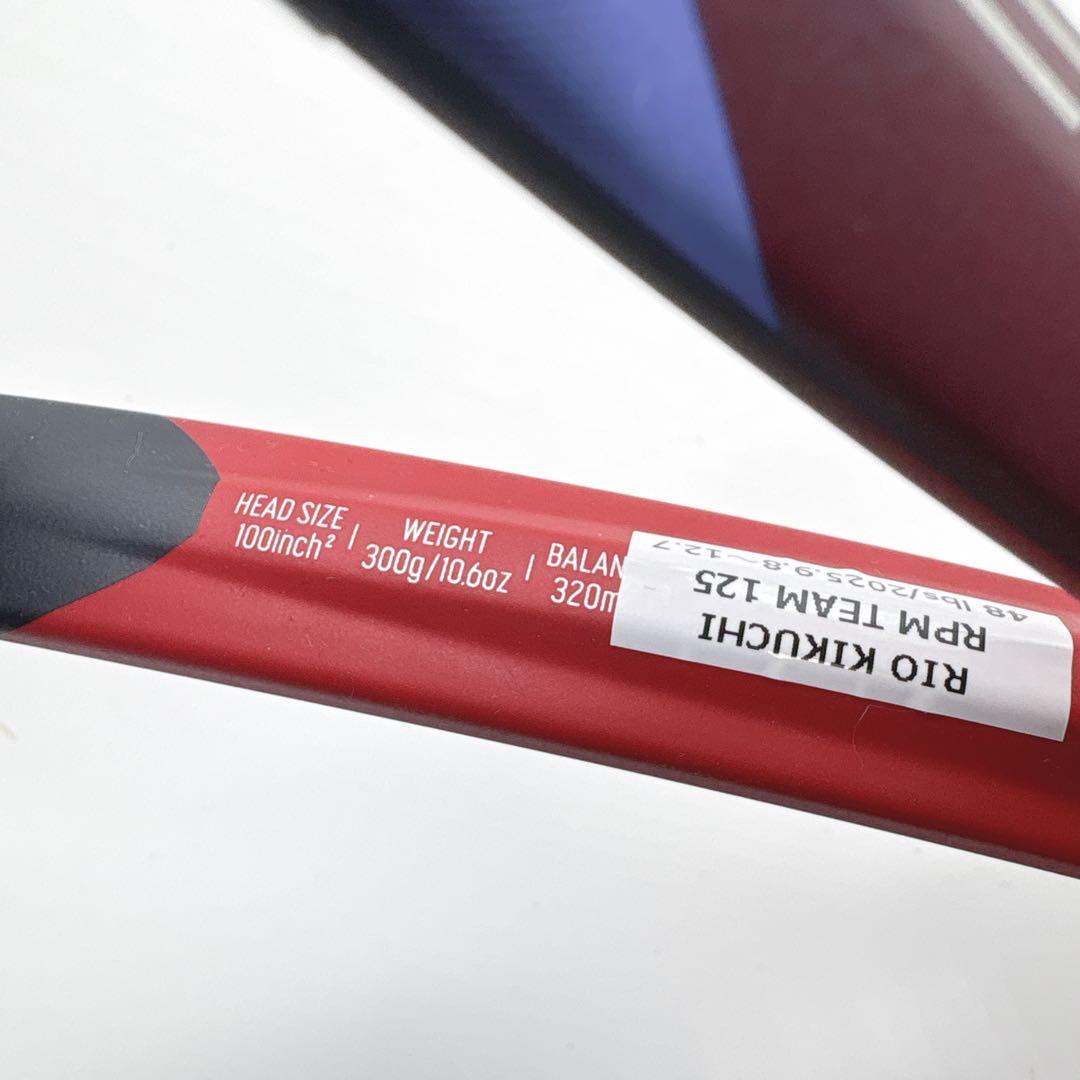 HEAD SIZE
100inch²
WEIGHT
300g/10.6oz
BALAN
320m
RIO KIKUCHI
RPM TEAM 125
48 lbs/2025.9.8~12.7